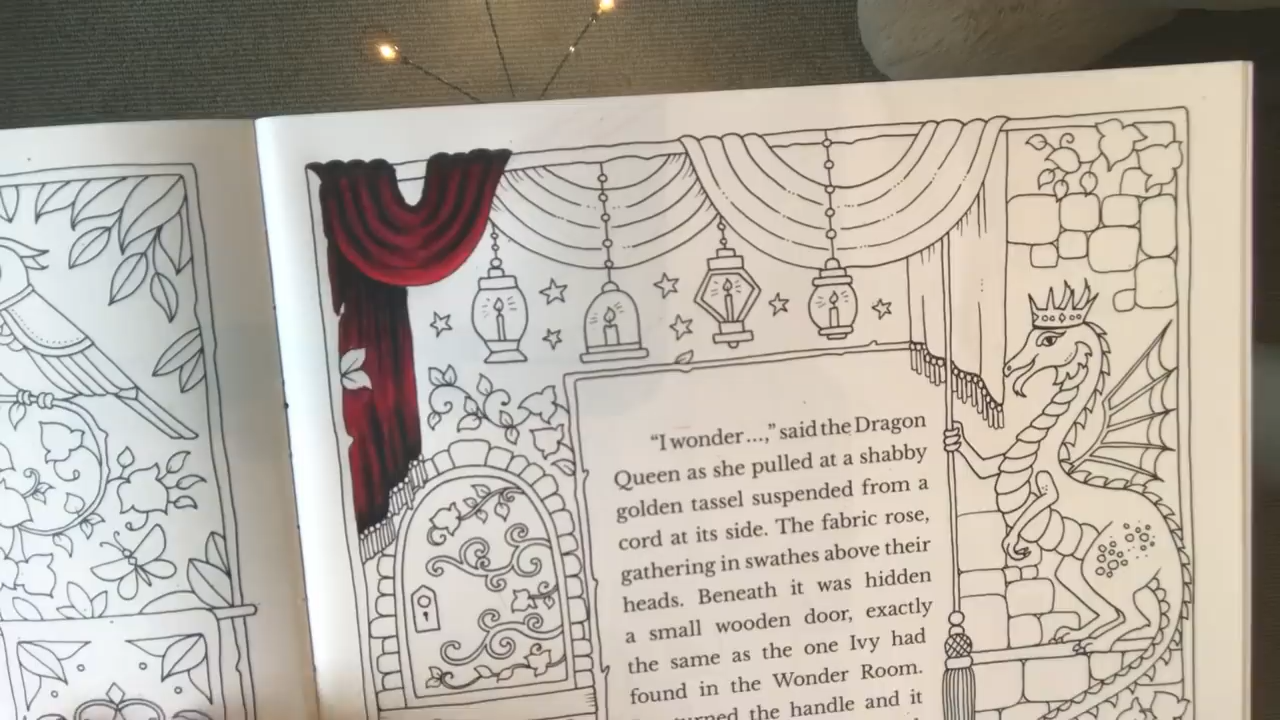 “I wonder...,” said the Dragon
Queen as she pulled at a shabby
golden tassel suspended from a
cord at its side. The fabric rose,
gathering in swathes above their
heads. Beneath it was hidden
a small wooden door, exactly
the same as the one Ivy had
found in the Wonder Room.
turned the handle and it